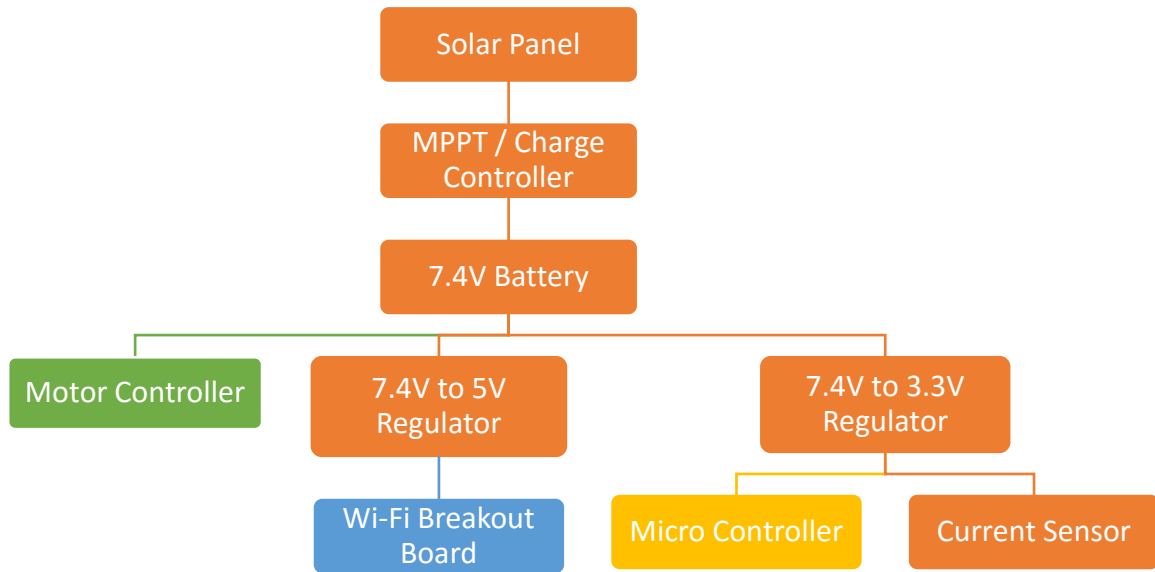 Solar Panel
MPPT / Charge
Controller
7.4V Battery
Motor Controller
7.4V to 5V
Regulator
7.4V to 3.3V
Regulator
Wi-Fi Breakout
Board
Micro Controller
Current Sensor